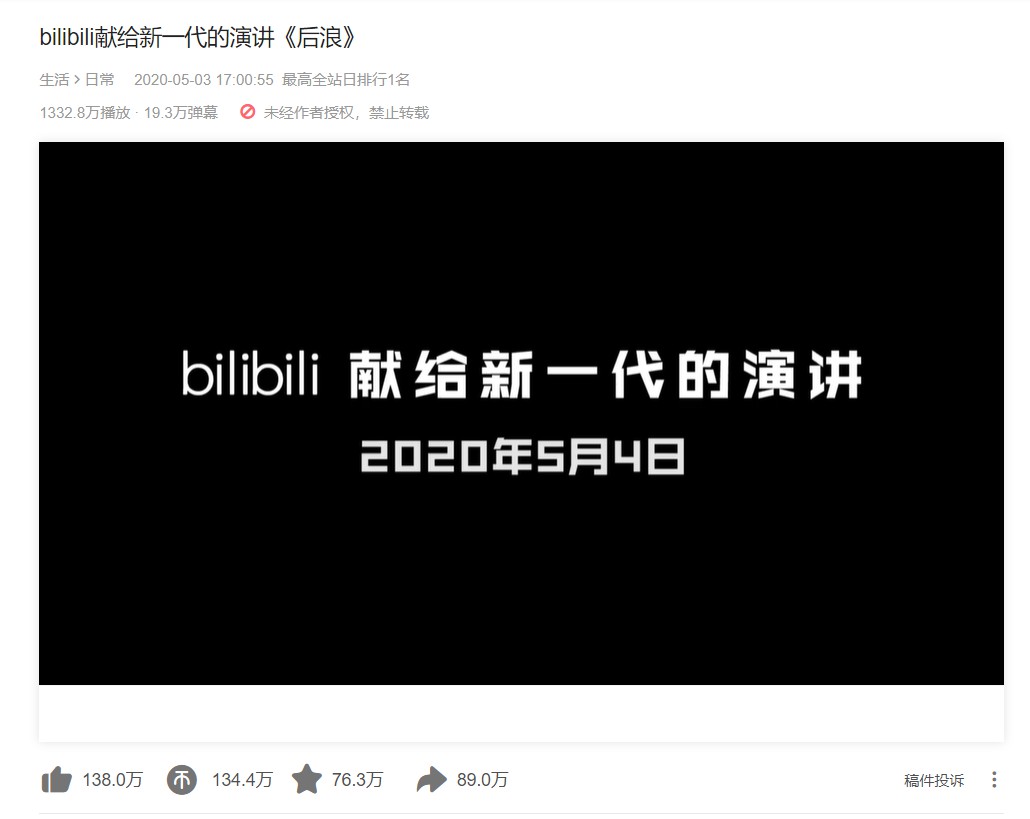 bilibili献给新一代的演讲《后浪》
生活 > 日常 2020-05-03 17:00:55 最高全站日排行1名
1332.8万播放 · 19.3万弹幕 未经作者授权，禁止转载
bilibili 献给新一代的演讲
2020年5月4日
138.0万 134.4万 76.3万 89.0万 稿件投诉